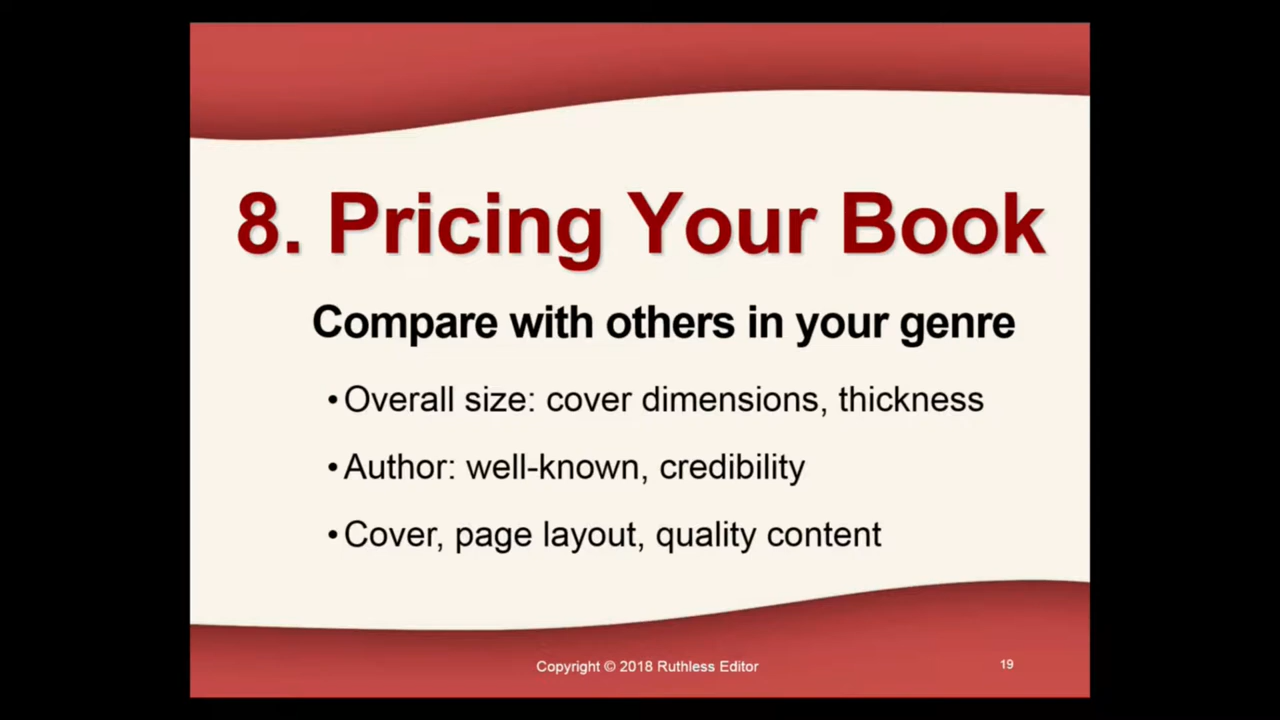 8. Pricing Your Book
Compare with others in your genre
•Overall size: cover dimensions, thickness
•Author: well-known, credibility
•Cover, page layout, quality content
Copyright © 2018 Ruthless Editor
19